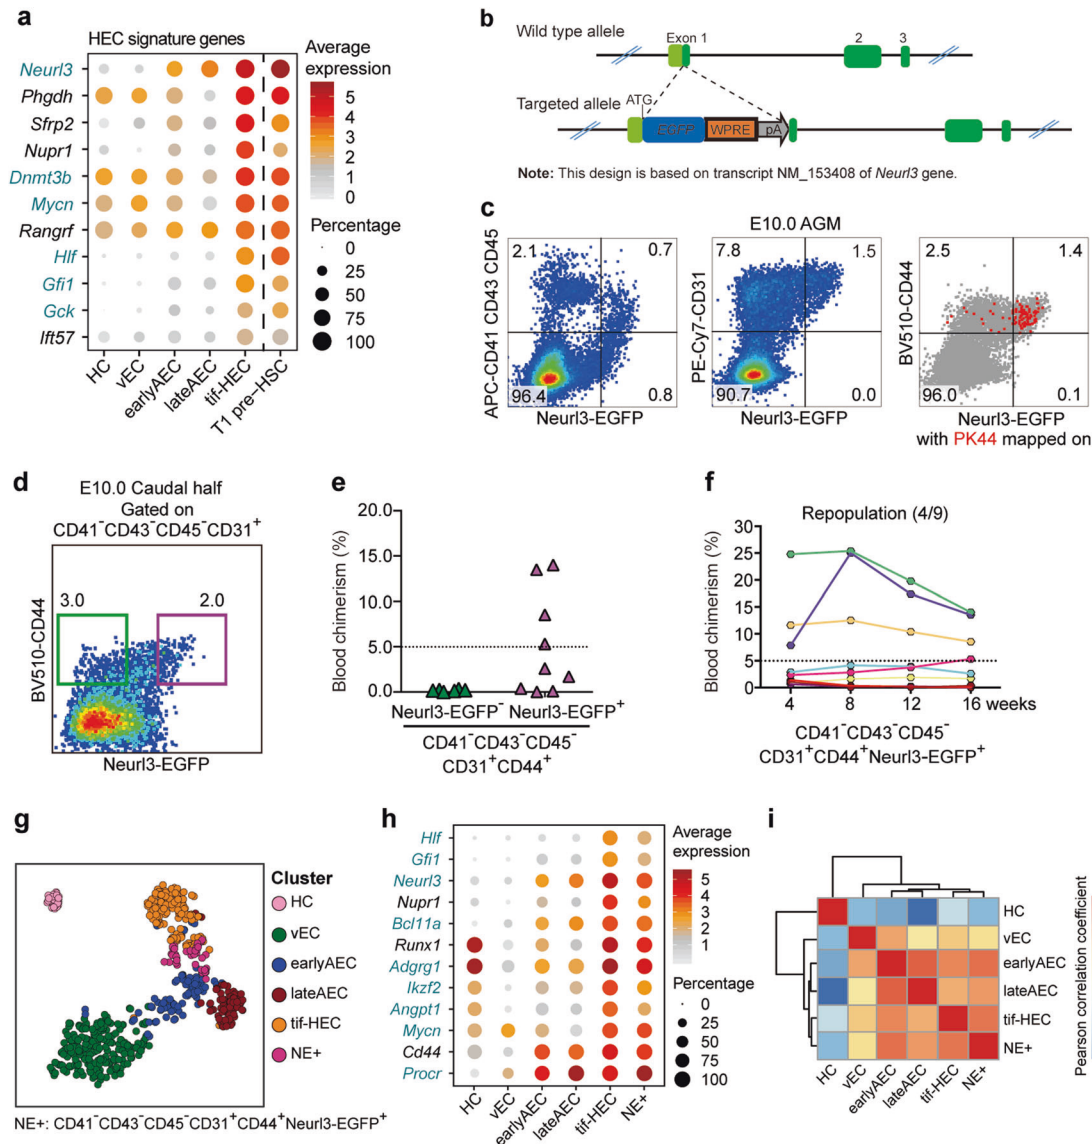 a
HEC signature genes
Neurl3
Phgdh
Sfrp2
Nupr1
Dnmt3b
Mycn
Rangrf
Hlf
Gfi1
Gck
Ift57
HC
vEC
earlyAEC
lateAEC
tif-HEC
T1 pre-HSC
Average
expression
5
4
3
2
1
0
Percentage
0
25
50
75
100
b
Wild type allele
Exon 1
2
3
Targeted allele
ATG
EGFP
WPRE
pA
Note: This design is based on transcript NM_153408 of Neurl3 gene.
c
E10.0 AGM
APC-CD41 CD43 CD45
2.1
0.7
96.4
0.8
Neurl3-EGFP
PE-Cy7-CD31
7.8
1.5
90.7
0.0
Neurl3-EGFP
BV510-CD44
2.5
1.4
96.0
0.1
Neurl3-EGFP
with PK44 mapped on
d
E10.0 Caudal half
Gated on
CD41-CD43-CD45-CD31+
BV510-CD44
3.0
2.0
Neurl3-EGFP
e
Blood chimerism (%)
20.0
15.0
10.0
5.0
0.0
Neurl3-EGFP- Neurl3-EGFP+
CD41-CD43-CD45-
CD31+CD44+
f
Repopulation (4/9)
Blood chimerism (%)
30
25
20
15
10
5
0
4 8 12 16 weeks
CD41-CD43-CD45-
CD31+CD44+Neurl3-EGFP+
g
Cluster
HC
vEC
earlyAEC
lateAEC
tif-HEC
NE+
NE+: CD41-CD43-CD45-CD31+CD44+Neurl3-EGFP+
h
Hlf
Gfi1
Neurl3
Nupr1
Bcl11a
Runx1
Adgrg1
Ikzf2
Angpt1
Mycn
Cd44
Procr
HC
vEC
earlyAEC
lateAEC
tif-HEC
NE+
Average
expression
5
4
3
2
1
Percentage
0
25
50
75
100
i
HC
vEC
earlyAEC
lateAEC
tif-HEC
NE+
HC
vEC
earlyAEC
lateAEC
tif-HEC
NE+
Pearson correlation coefficient